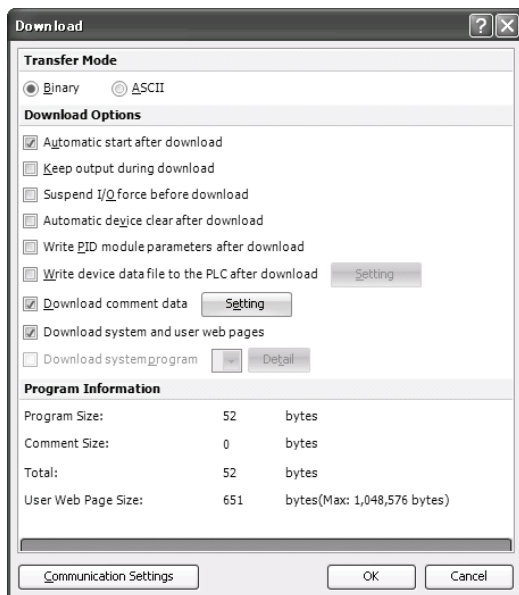 Download
Transfer Mode
Binary ASCII
Download Options
Automatic start after download
Keep output during download
Suspend I/O force before download
Automatic device clear after download
Write PID module parameters after download
Write device data file to the PLC after download Setting
Download comment data Setting
Download system and user web pages
Download systemprogram Detail
Program Information
Program Size: 52 bytes
Comment Size: 0 bytes
Total: 52 bytes
User Web Page Size: 651 bytes(Max: 1,048,576 bytes)
Communication Settings OK Cancel